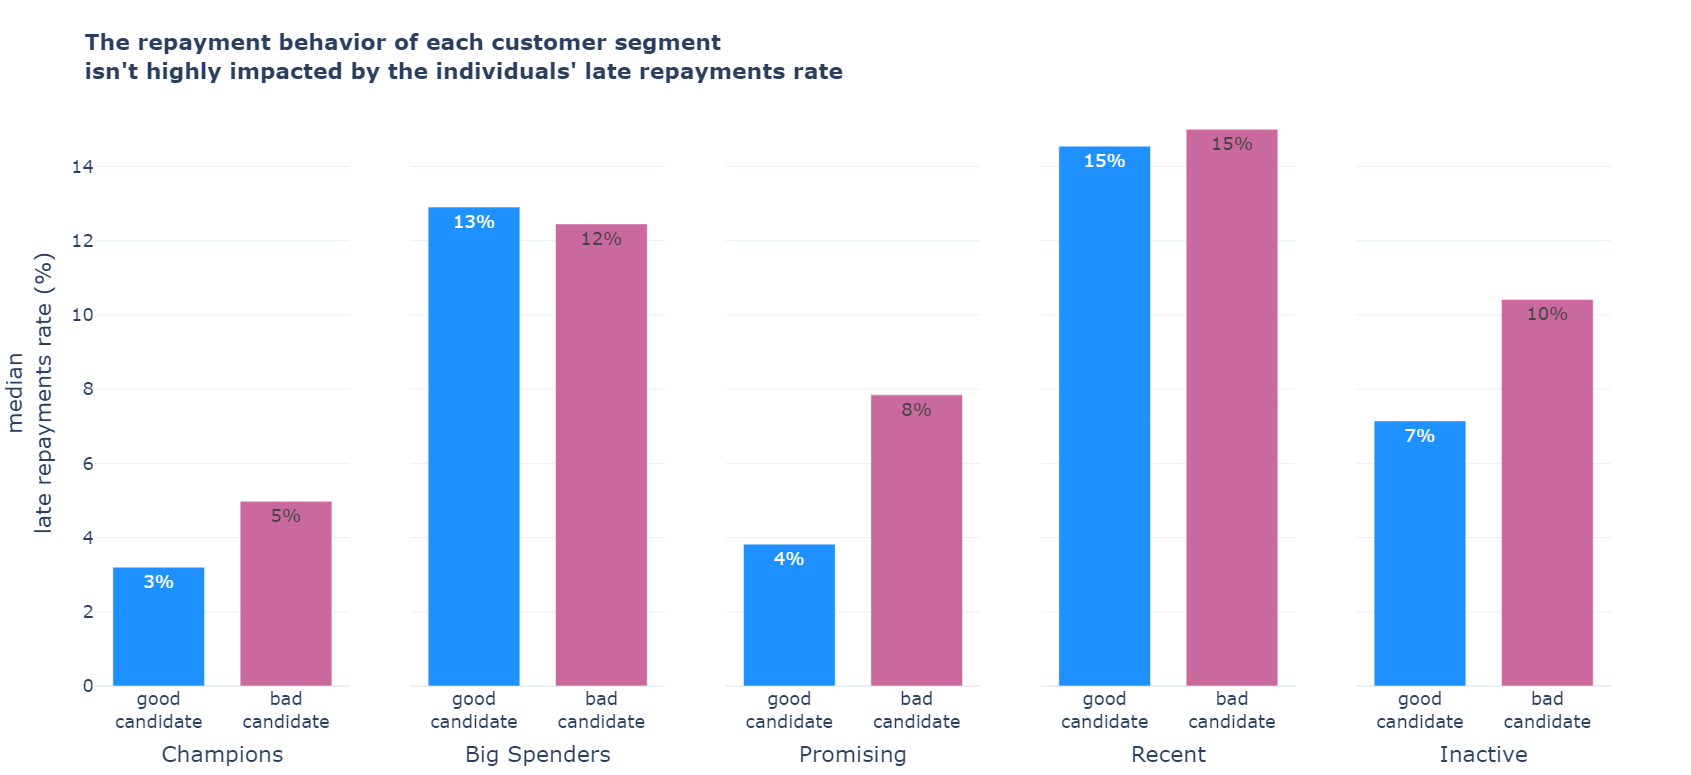 The repayment behavior of each customer segment
isn't highly impacted by the individuals' late repayments rate
median
late repayments rate (%)
14
12
10
8
6
4
2
0
3%
5%
13%
12%
4%
8%
15%
15%
7%
10%
good
candidate
bad
candidate
good
candidate
bad
candidate
good
candidate
bad
candidate
good
candidate
bad
candidate
good
candidate
bad
candidate
Champions
Big Spenders
Promising
Recent
Inactive